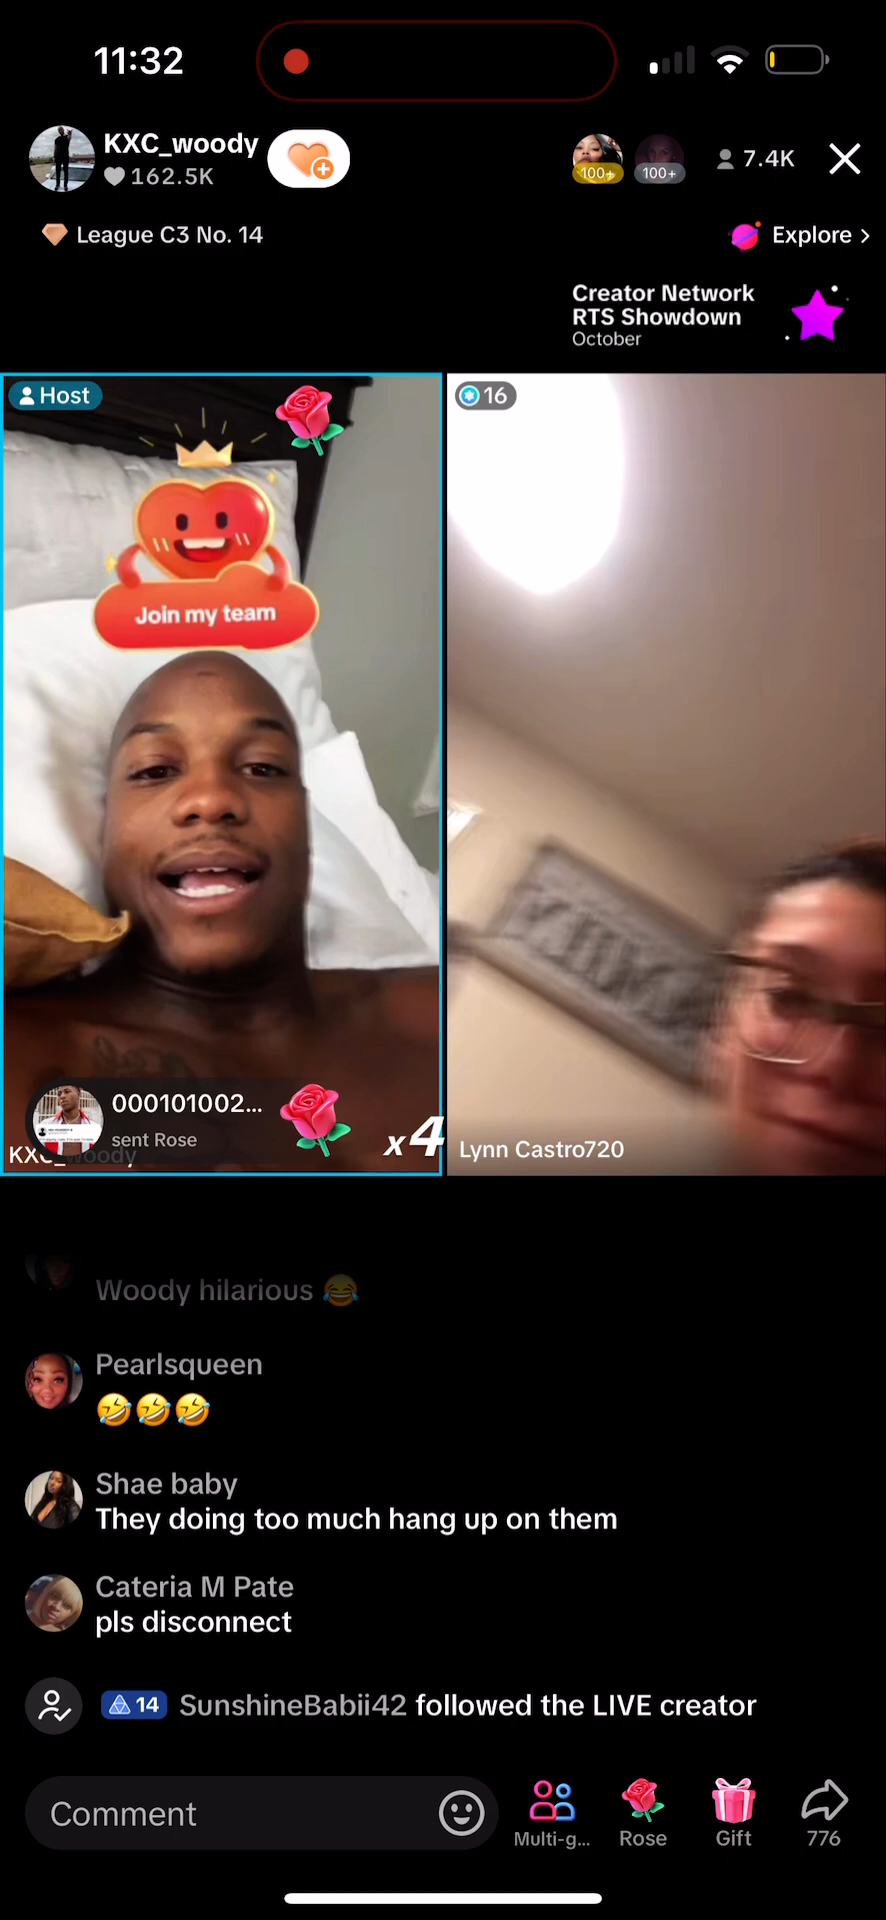 11:32
KXC_woody
162.5K
100+
100+
7.4K
League C3 No. 14
Explore >
Creator Network
RTS Showdown
October
Host
16
Join my team
000101002...
sent Rose
x4
KXC_woody
Lynn Castro720
Woody hilarious 😂
Pearlsqueen
🤣🤣🤣
Shae baby
They doing too much hang up on them
Cateria M Pate
pls disconnect
14 SunshineBabii42 followed the LIVE creator
Comment
Multi-g...
Rose
Gift
776